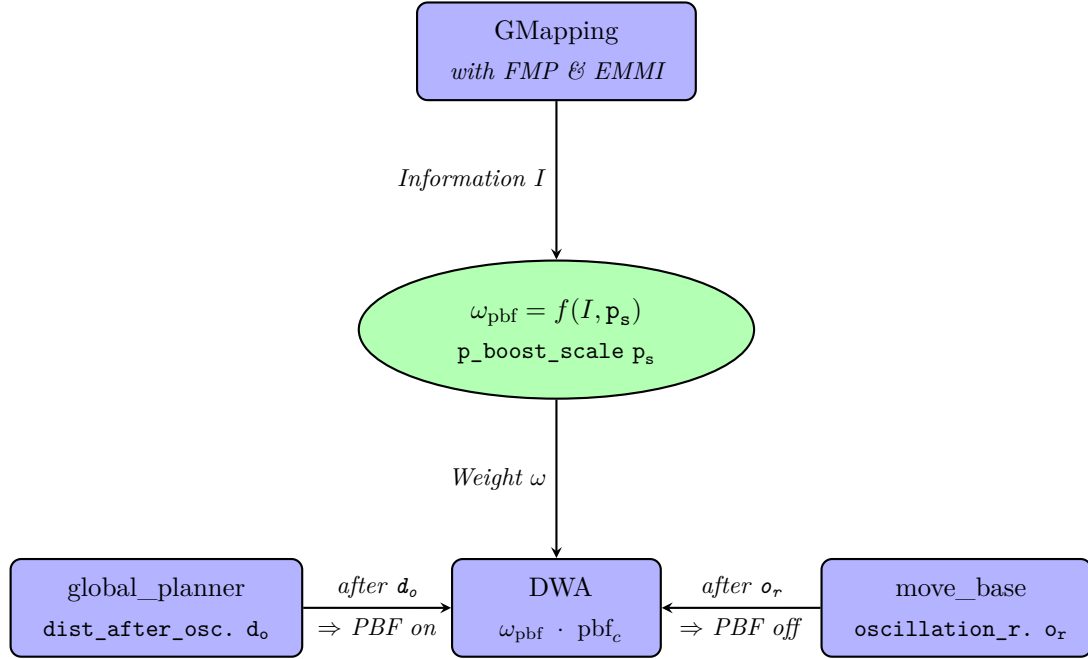 GMapping
with FMP & EMMI
Information I
ω_pbf = f(I, p_s)
p_boost_scale p_s
Weight ω
global_planner
dist_after_osc. d_o
after d_o
⇒ PBF on
DWA
ω_pbf · pbf_c
after o_r
⇒ PBF off
move_base
oscillation_r. o_r